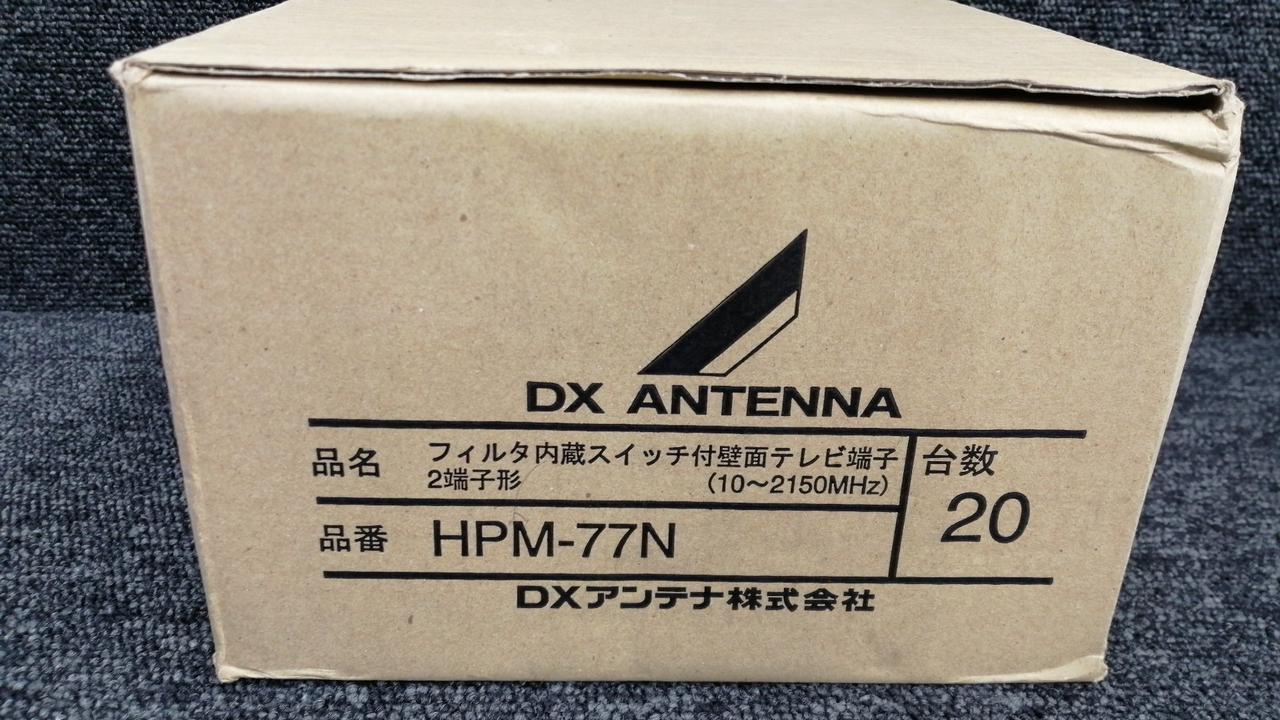 DX ANTENNA
品名 フィルタ内蔵スイッチ付壁面テレビ端子
2端子形 (10～2150MHz)
台数
20
品番 HPM-77N
DXアンテナ株式会社